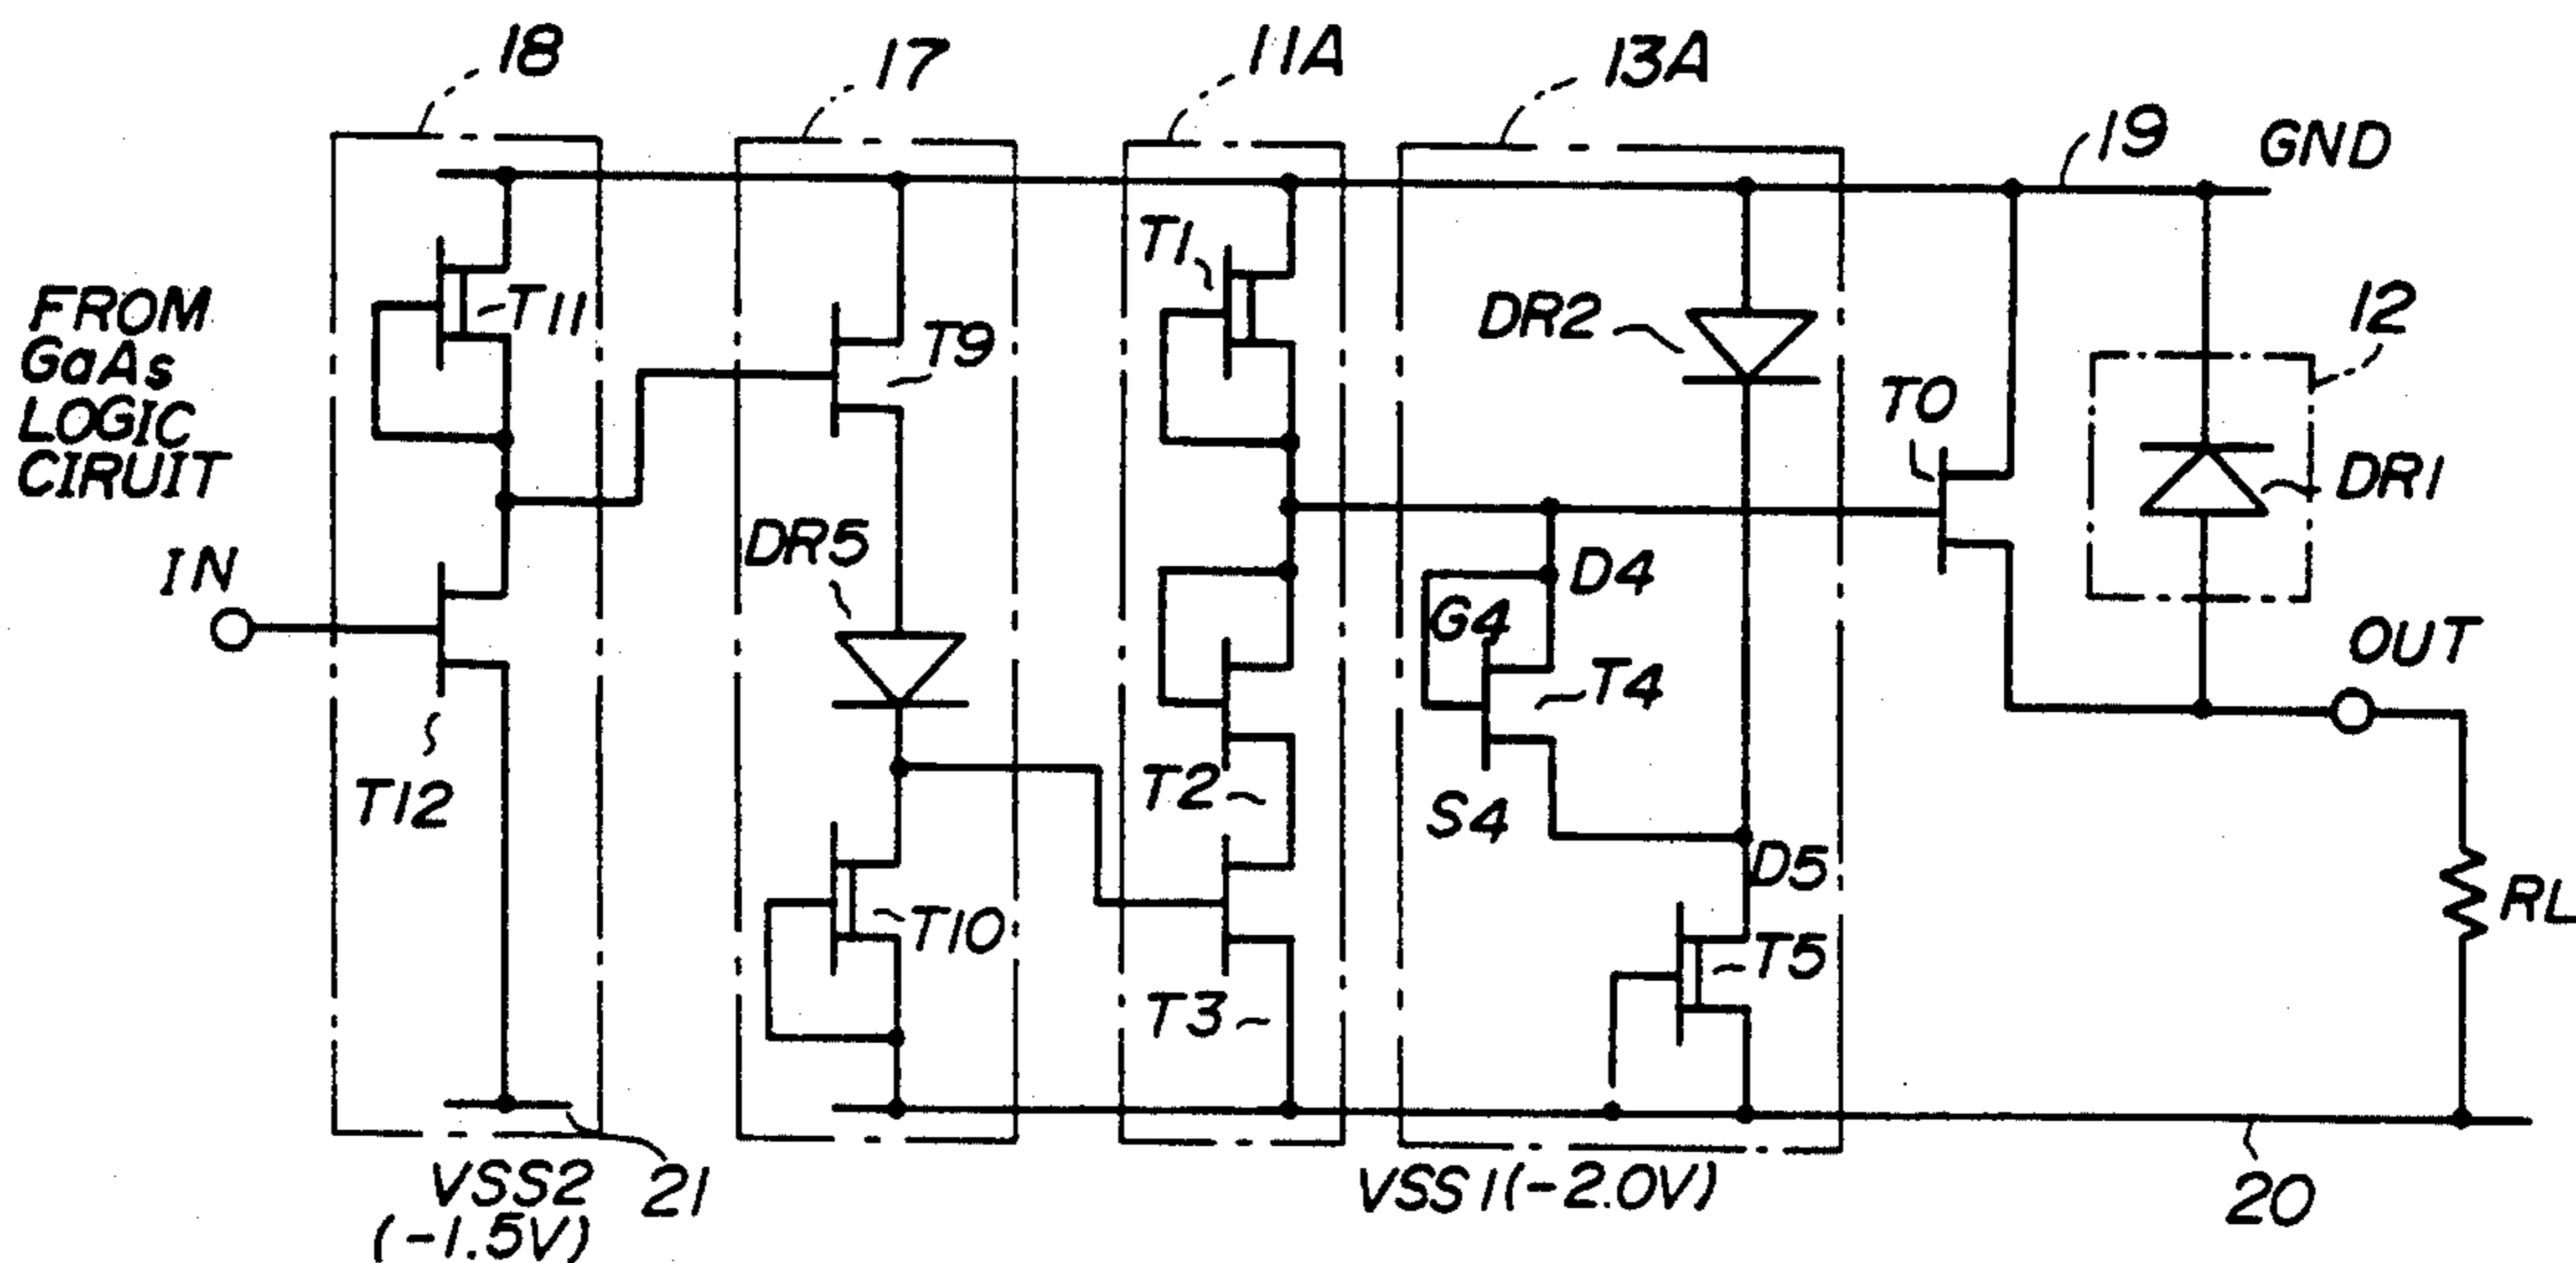 18
17
11A
13A
19
GND
T1
T11
FROM
GaAs
LOGIC
CIRUIT
T9
DR2
12
T0
DR1
DR5
IN
D4
G4
OUT
T4
T2
T12
S4
D5
T10
T5
RL
T3
VSS2
(-1.5V)
21
VSS1(-2.0V)
20